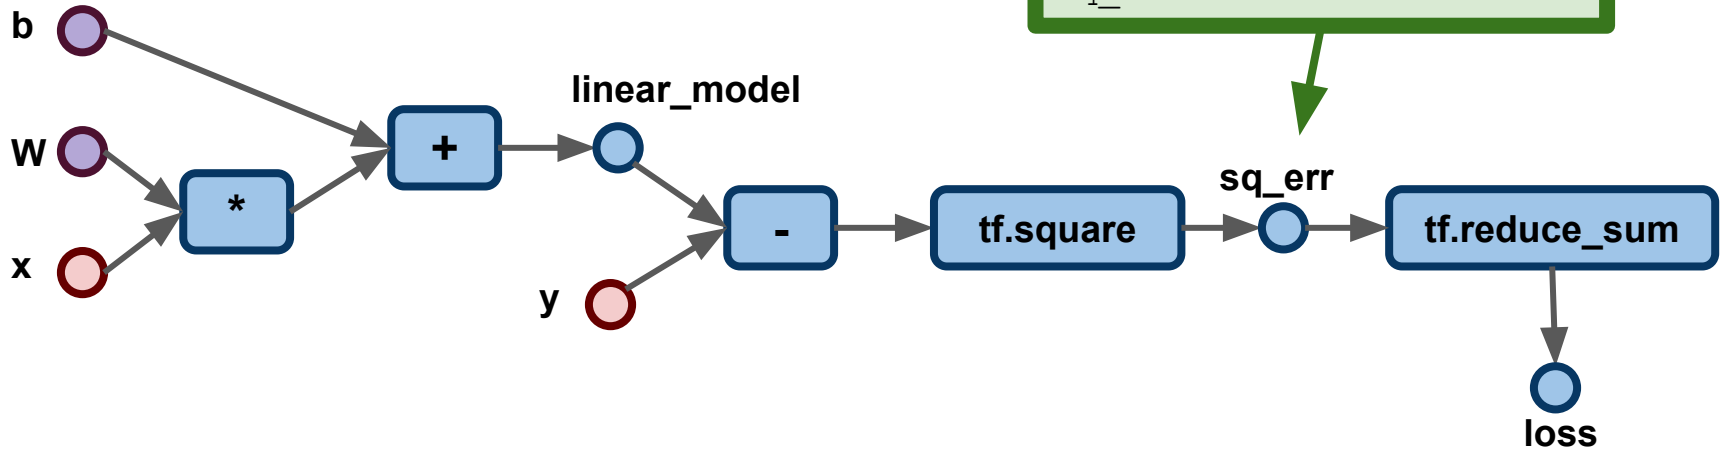 b
linear_model
W
+
*
sq_err
-
tf.square
tf.reduce_sum
x
y
loss